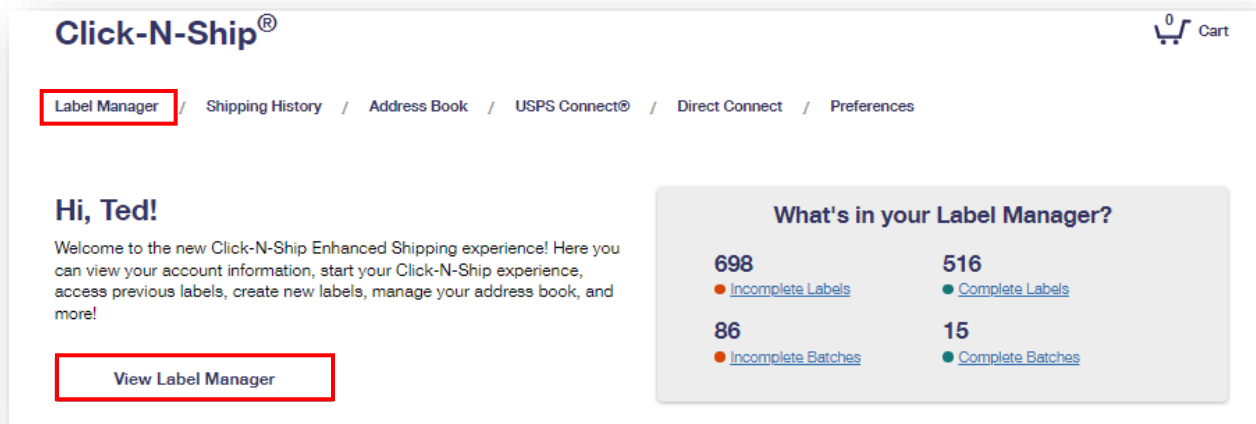 Click-N-Ship®
0 Cart
Label Manager / Shipping History / Address Book / USPS Connect® / Direct Connect / Preferences
Hi, Ted!
Welcome to the new Click-N-Ship Enhanced Shipping experience! Here you
can view your account information, start your Click-N-Ship experience,
access previous labels, create new labels, manage your address book, and
more!
View Label Manager
What's in your Label Manager?
698 516
Incomplete Labels Complete Labels
86 15
Incomplete Batches Complete Batches